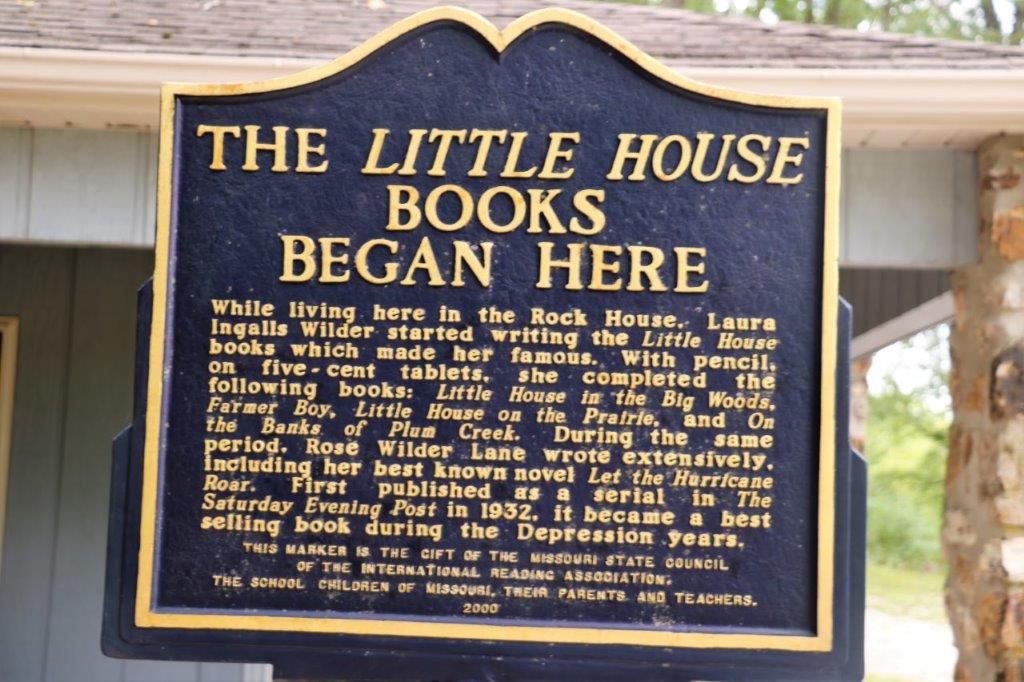 THE LITTLE HOUSE
BOOKS
BEGAN HERE
While living here in the Rock House, Laura
Ingalls Wilder started writing the Little House
books which made her famous. With pencil,
on five-cent tablets, she completed the
following books: Little House in the Big Woods,
Farmer Boy, Little House on the Prairie, and On
the Banks of Plum Creek. During the same
period, Rose Wilder Lane wrote extensively,
including her best known novel Let the Hurricane
Roar. First published as a serial in The
Saturday Evening Post in 1932, it became a best
selling book during the Depression years.
THIS MARKER IS THE GIFT OF THE MISSOURI STATE COUNCIL
OF THE INTERNATIONAL READING ASSOCIATION,
THE SCHOOL CHILDREN OF MISSOURI, THEIR PARENTS AND TEACHERS.
2000